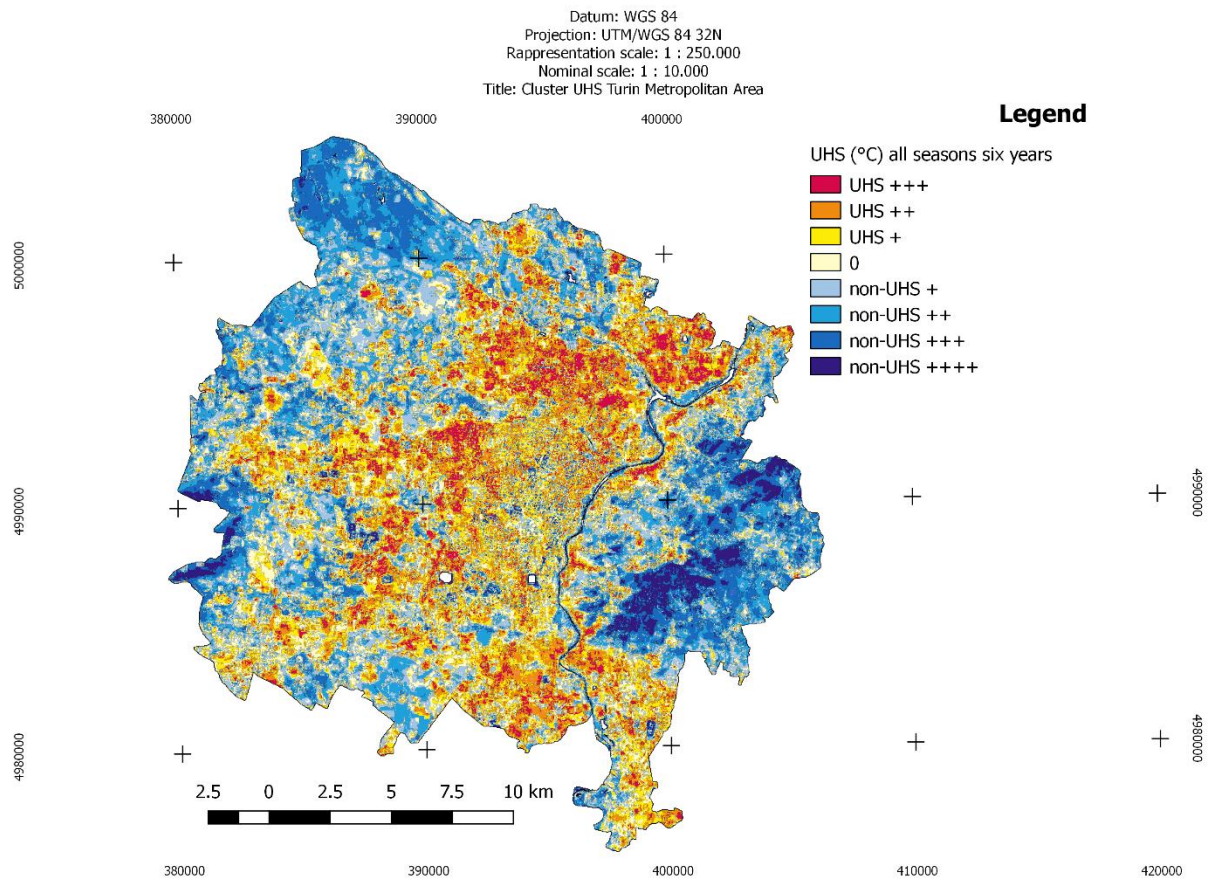 Datum: WGS 84
Projection: UTM/WGS 84 32N
Rappresentation scale: 1 : 250.000
Nominal scale: 1 : 10.000
Title: Cluster UHS Turin Metropolitan Area
380000 390000 400000
Legend
UHS (°C) all seasons six years
UHS +++
UHS ++
UHS +
0
non-UHS +
non-UHS ++
non-UHS +++
non-UHS ++++
5000000
4990000
4990000
4980000
4980000
2.5 0 2.5 5 7.5 10 km
380000 390000 400000 410000 420000